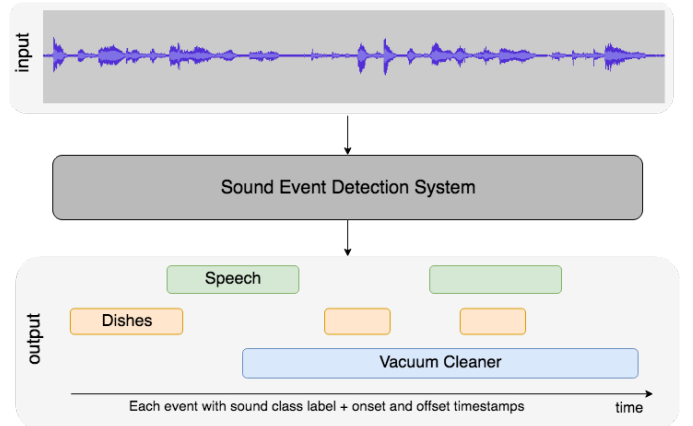 input
Sound Event Detection System
output
Speech
Dishes
Vacuum Cleaner
Each event with sound class label + onset and offset timestamps
time